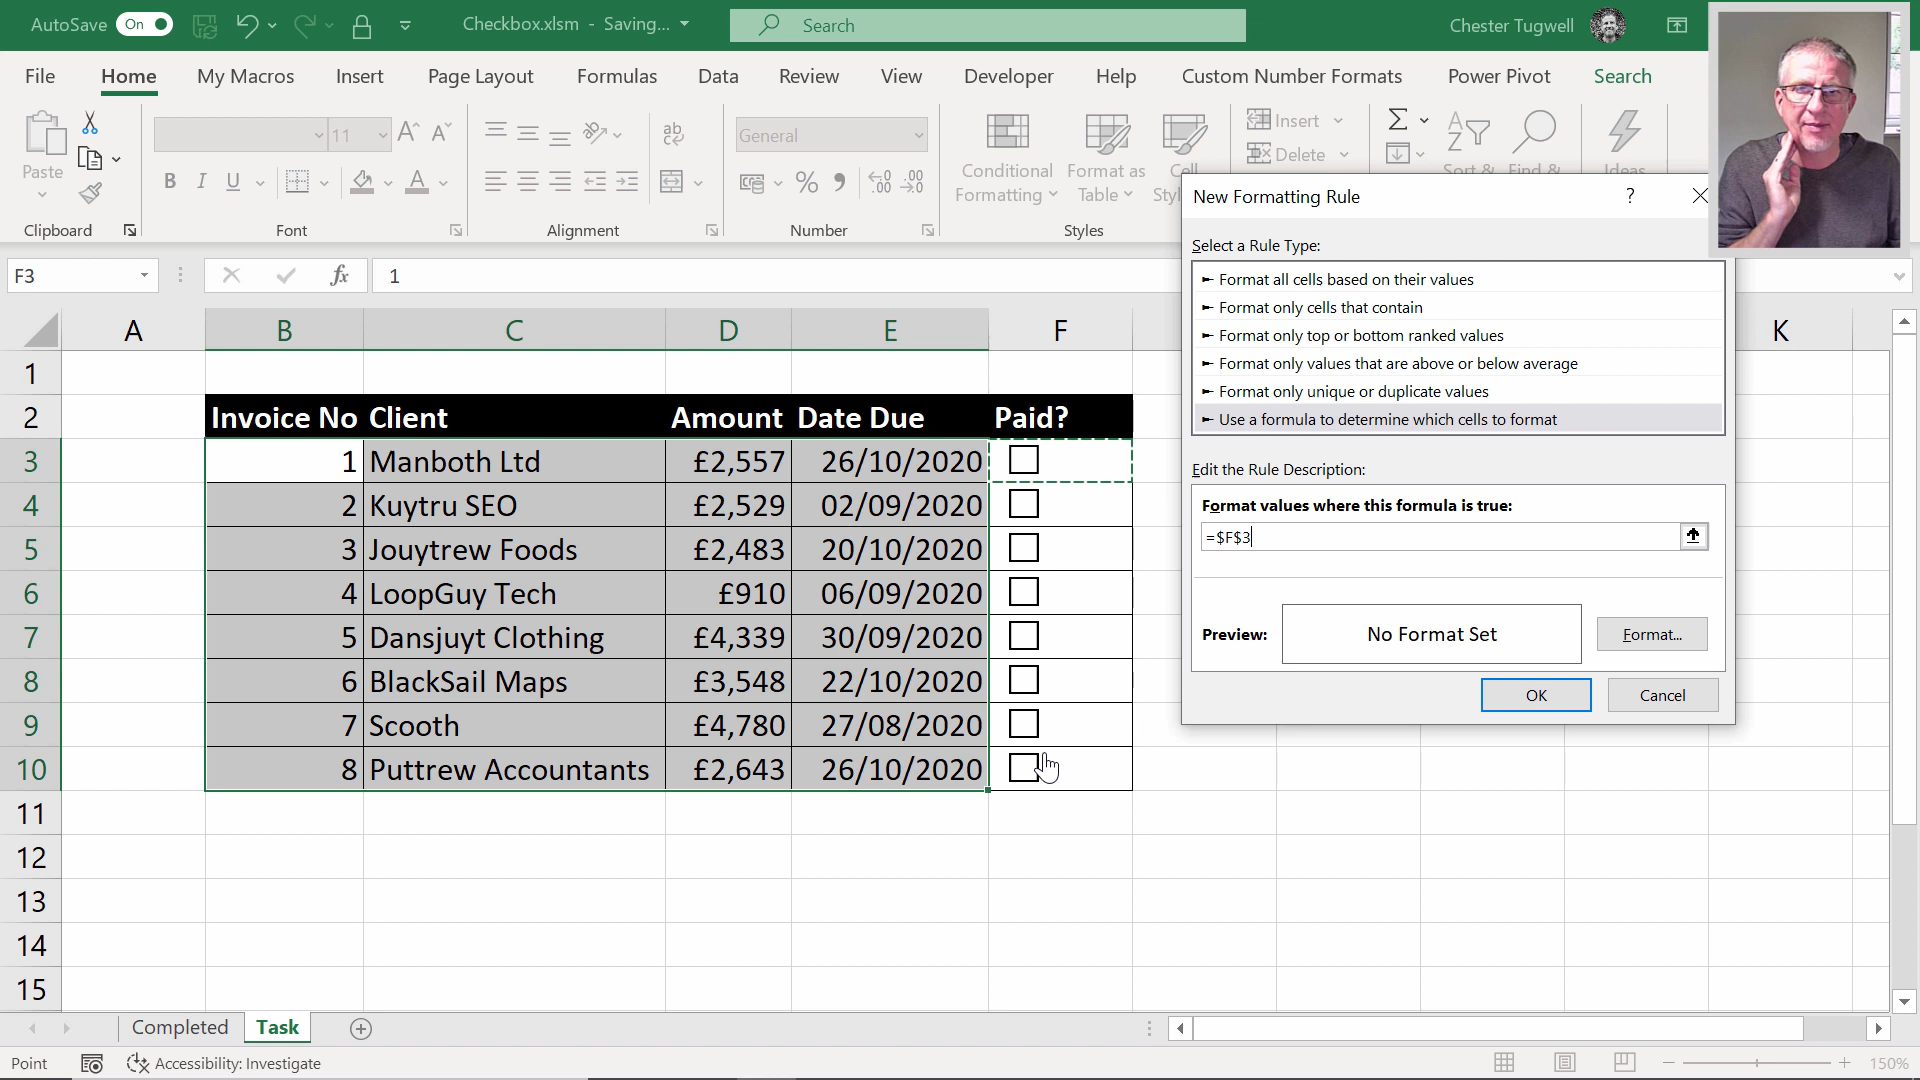 AutoSave On Checkbox.xlsm - Saving... Search Chester Tugwell
File Home My Macros Insert Page Layout Formulas Data Review View Developer Help Custom Number Formats Power Pivot Search
Paste
11
B I U A
ab
General
Conditional Formatting
Format as Table
Cell
Insert
Delete
Ideas
Clipboard Font Alignment Number Styles
F3 fx 1
A B C D E F K
1
2 Invoice No Client Amount Date Due Paid?
3 1 Manboth Ltd £2,557 26/10/2020
4 2 Kuytru SEO £2,529 02/09/2020
5 3 Jouytrew Foods £2,483 20/10/2020
6 4 LoopGuy Tech £910 06/09/2020
7 5 Dansjuyt Clothing £4,339 30/09/2020
8 6 BlackSail Maps £3,548 22/10/2020
9 7 Scooth £4,780 27/08/2020
10 8 Puttrew Accountants £2,643 26/10/2020
11
12
13
14
15
New Formatting Rule ?
Select a Rule Type:
► Format all cells based on their values
► Format only cells that contain
► Format only top or bottom ranked values
► Format only values that are above or below average
► Format only unique or duplicate values
► Use a formula to determine which cells to format
Edit the Rule Description:
Format values where this formula is true:
=$F$3
Preview: No Format Set Format...
OK Cancel
Completed Task
Point Accessibility: Investigate 150%